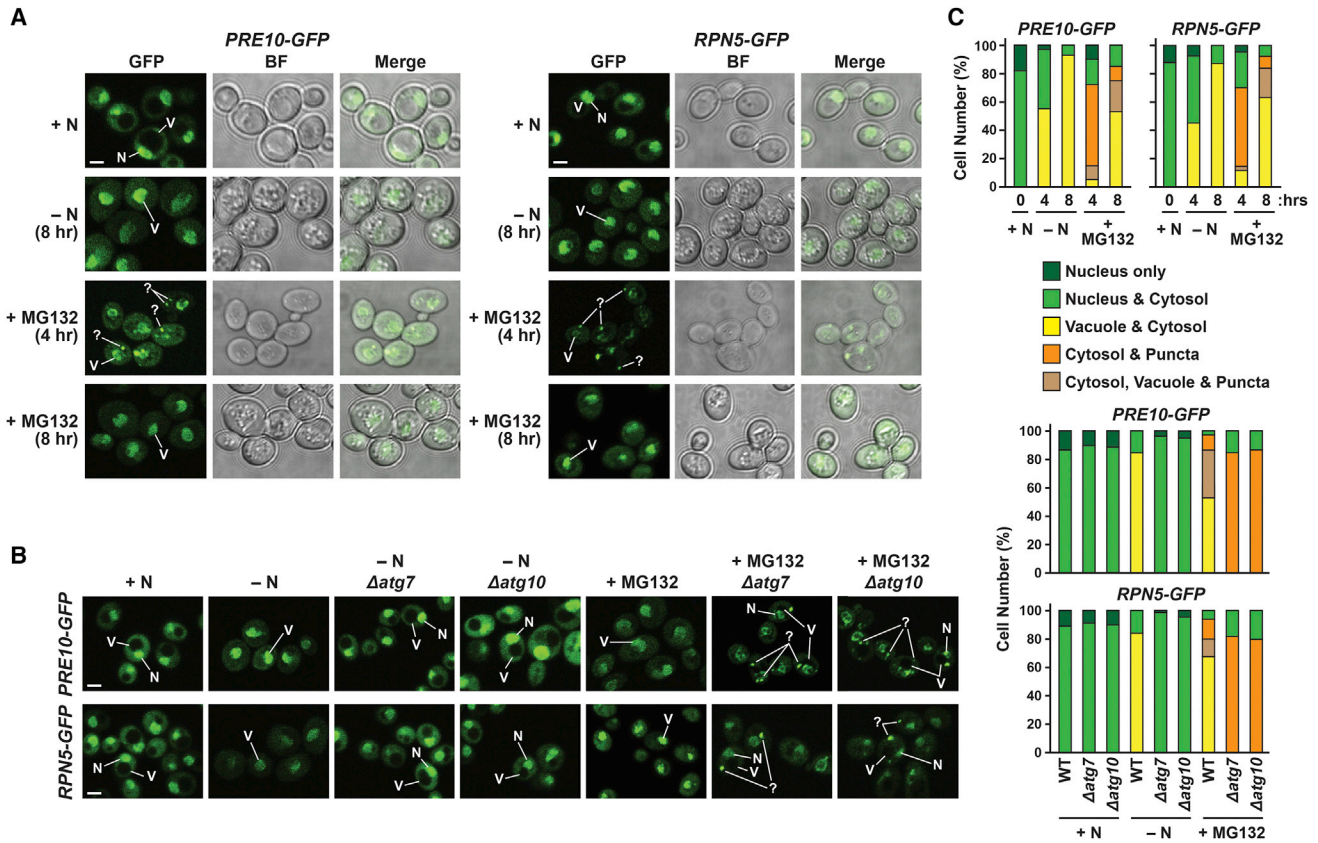 A
PRE10-GFP
GFP BF Merge
+ N
V
N
– N
(8 hr)
V
+ MG132
(4 hr)
?
?
?
V
+ MG132
(8 hr)
V
RPN5-GFP
GFP BF Merge
+ N
V
N
– N
(8 hr)
V
+ MG132
(4 hr)
?
V
?
+ MG132
(8 hr)
V
B
+ N
– N
– N
Δatg7
– N
Δatg10
+ MG132
+ MG132
Δatg7
+ MG132
Δatg10
PRE10-GFP
V
N
V
V
N
N
V
V
N
V
?
?
N
V
RPN5-GFP
N
V
V
N
V
N
V
V
N
V
?
?
N
V
C
PRE10-GFP RPN5-GFP
Cell Number (%)
100
80
60
40
20
0
0 4 8 4 8 0 4 8 4 8 :hrs
+ N – N + MG132 + N – N + MG132
Nucleus only
Nucleus & Cytosol
Vacuole & Cytosol
Cytosol & Puncta
Cytosol, Vacuole & Puncta
PRE10-GFP
100
80
60
40
20
0
Cell Number (%)
RPN5-GFP
100
80
60
40
20
0
WT Δatg7 Δatg10 WT Δatg7 Δatg10 WT Δatg7 Δatg10
+ N – N + MG132